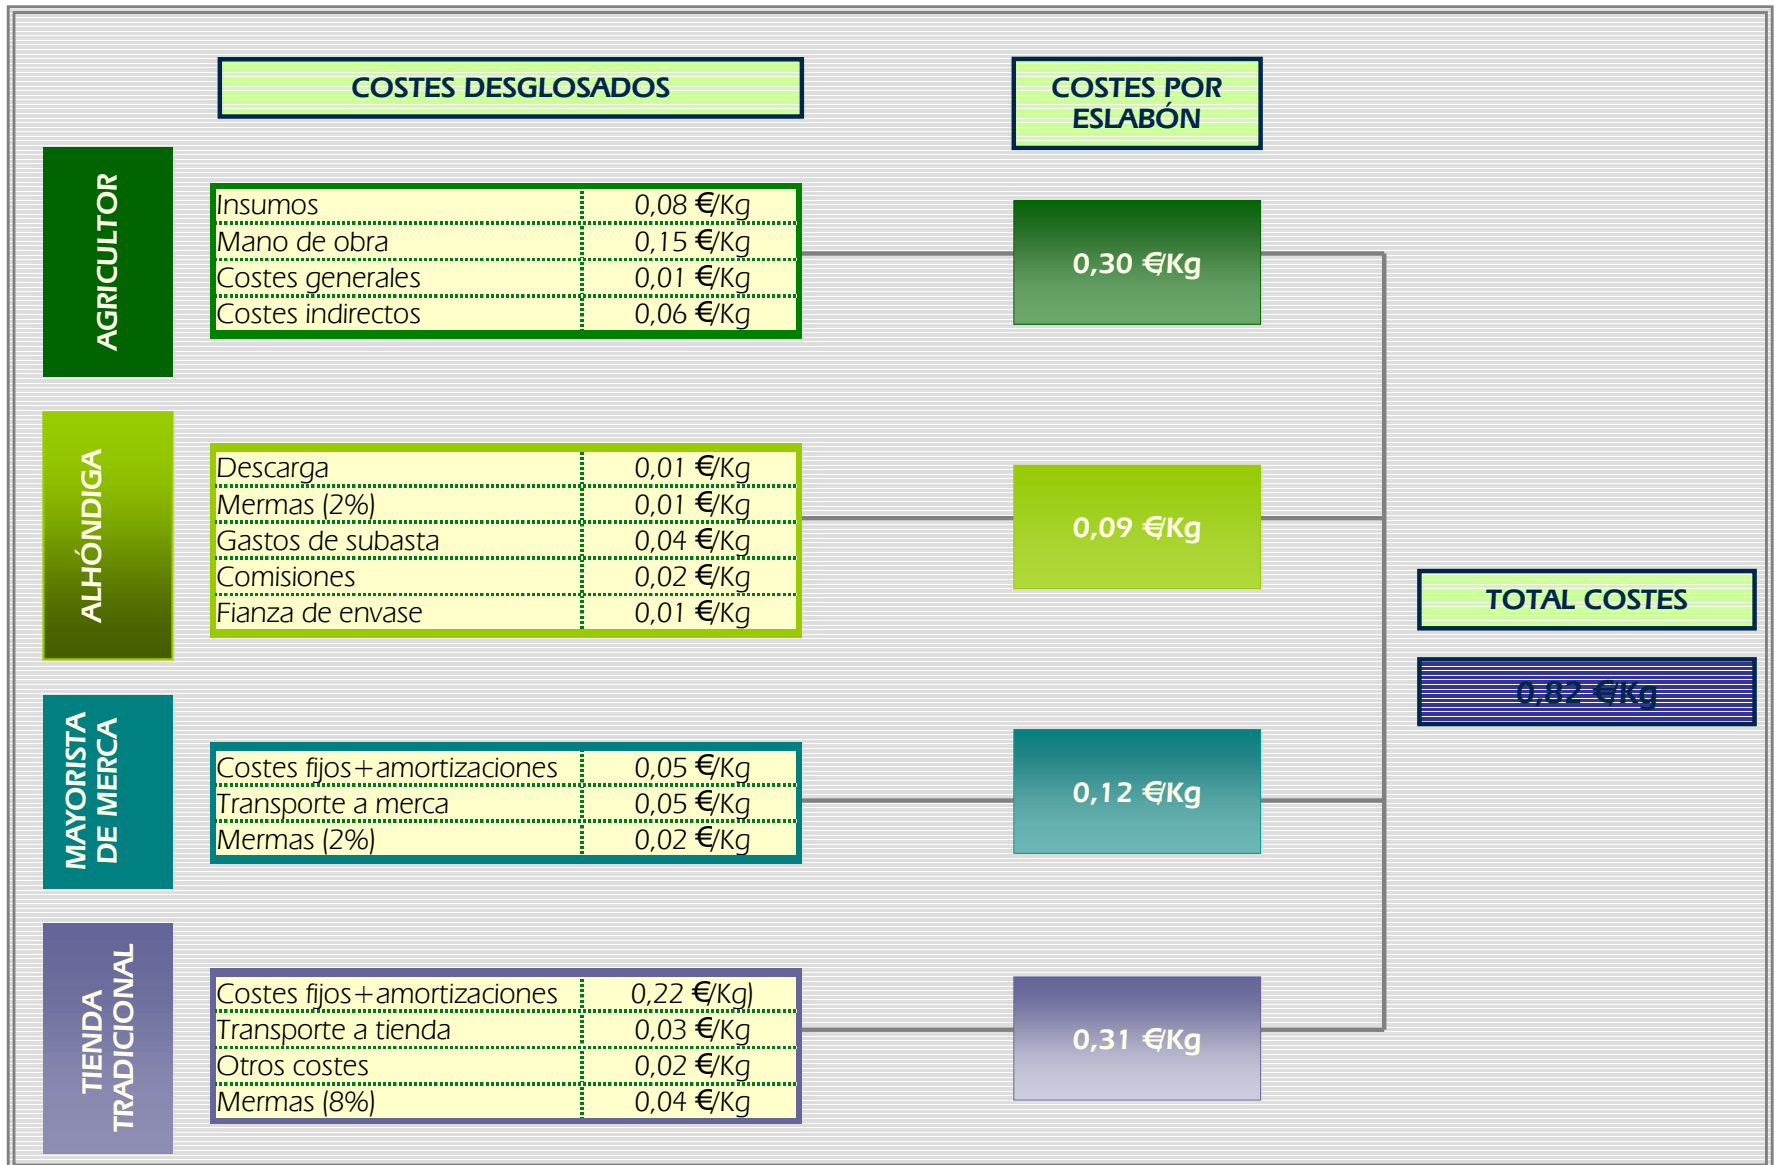 COSTES DESGLOSADOS
COSTES POR
ESLABÓN
AGRICULTOR
Insumos 0,08 €/Kg
Mano de obra 0,15 €/Kg
Costes generales 0,01 €/Kg
Costes indirectos 0,06 €/Kg
0,30 €/Kg
ALHÓNDIGA
Descarga 0,01 €/Kg
Mermas (2%) 0,01 €/Kg
Gastos de subasta 0,04 €/Kg
Comisiones 0,02 €/Kg
Fianza de envase 0,01 €/Kg
0,09 €/Kg
TOTAL COSTES
0,82 €/Kg
MAYORISTA
DE MERCA
Costes fijos+amortizaciones 0,05 €/Kg
Transporte a merca 0,05 €/Kg
Mermas (2%) 0,02 €/Kg
0,12 €/Kg
TIENDA
TRADICIONAL
Costes fijos+amortizaciones 0,22 €/Kg)
Transporte a tienda 0,03 €/Kg
Otros costes 0,02 €/Kg
Mermas (8%) 0,04 €/Kg
0,31 €/Kg